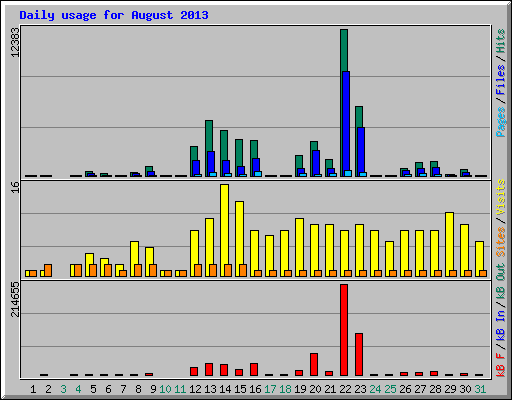 Daily usage for August 2013
12383
Pages / Files / Hits
16
Sites / Visits
214655
kB F / kB In / kB Out
1 2 3 4 5 6 7 8 9 10 11 12 13 14 15 16 17 18 19 20 21 22 23 24 25 26 27 28 29 30 31